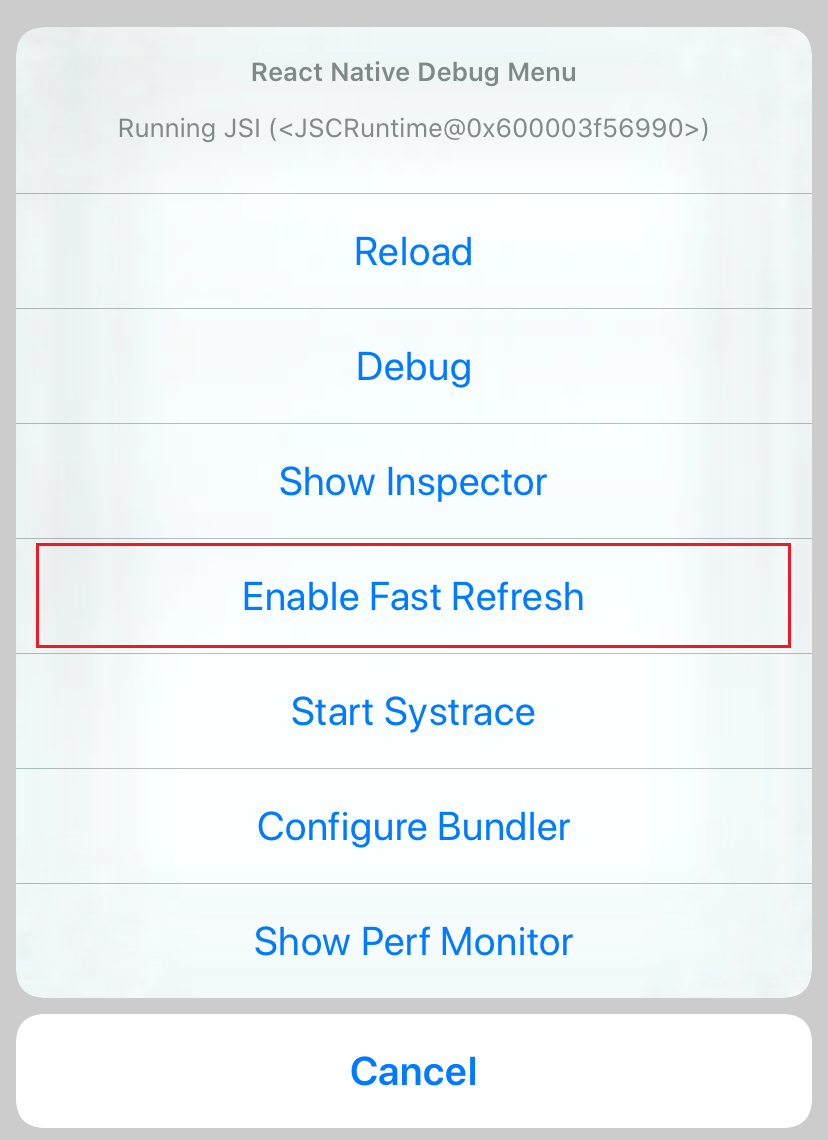 React Native Debug Menu
Running JSI (<JSCRuntime@0x600003f56990>)
Reload
Debug
Show Inspector
Enable Fast Refresh
Start Systrace
Configure Bundler
Show Perf Monitor
Cancel